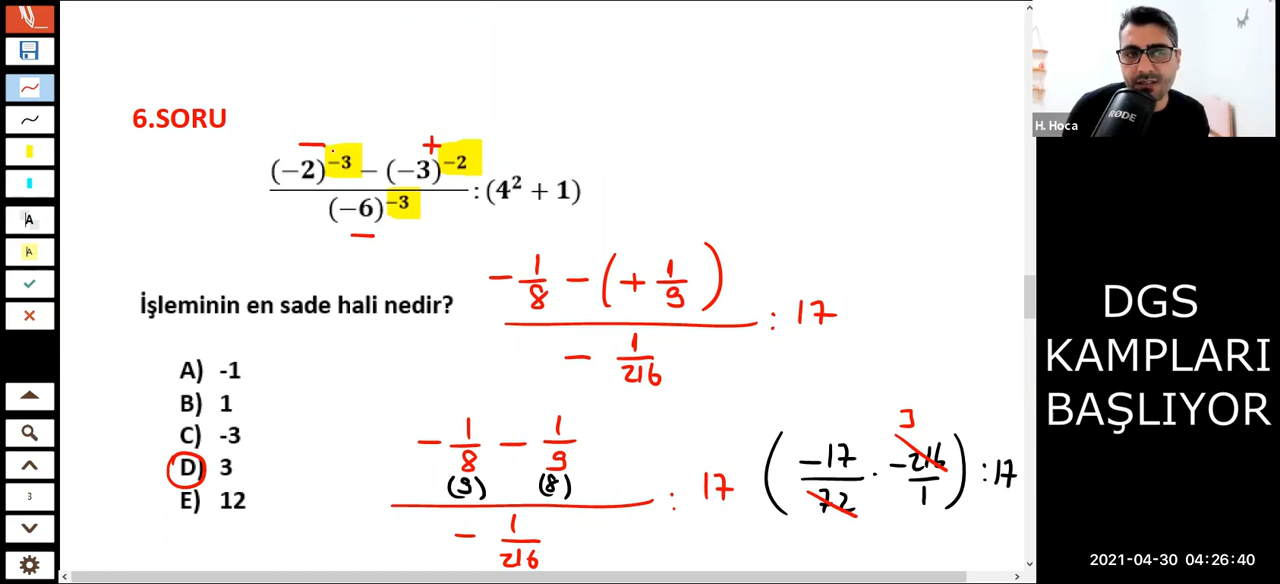 6.SORU
(−2)⁻³ − (−3)⁻²
(−6)⁻³
: (4² + 1)
− +
−
İşleminin en sade hali nedir?
A) -1
B) 1
C) -3
D) 3
E) 12
− 1/8 − (+ 1/9)
− 1/216
: 17
− 1/8 − 1/9
(9) (8)
− 1/216
: 17
(−17/72 · −216/1) : 17
3
H. Hoca
RØDE
DGS
KAMPLARI
BAŞLIYOR
2021-04-30 04:26:40
A
A
3